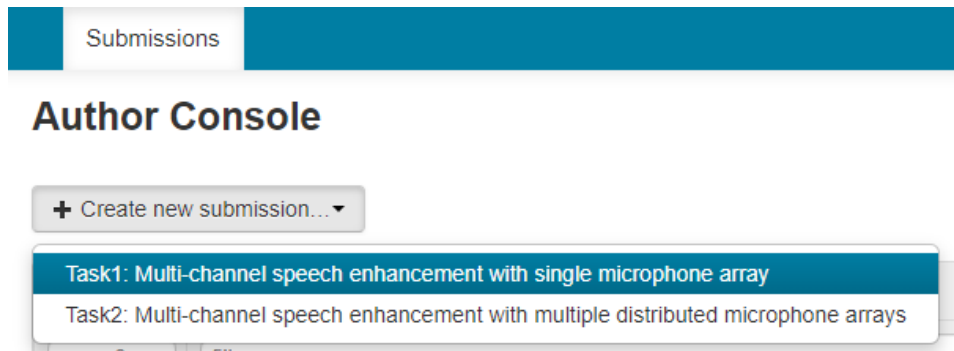 Submissions
Author Console
+ Create new submission...
Task1: Multi-channel speech enhancement with single microphone array
Task2: Multi-channel speech enhancement with multiple distributed microphone arrays